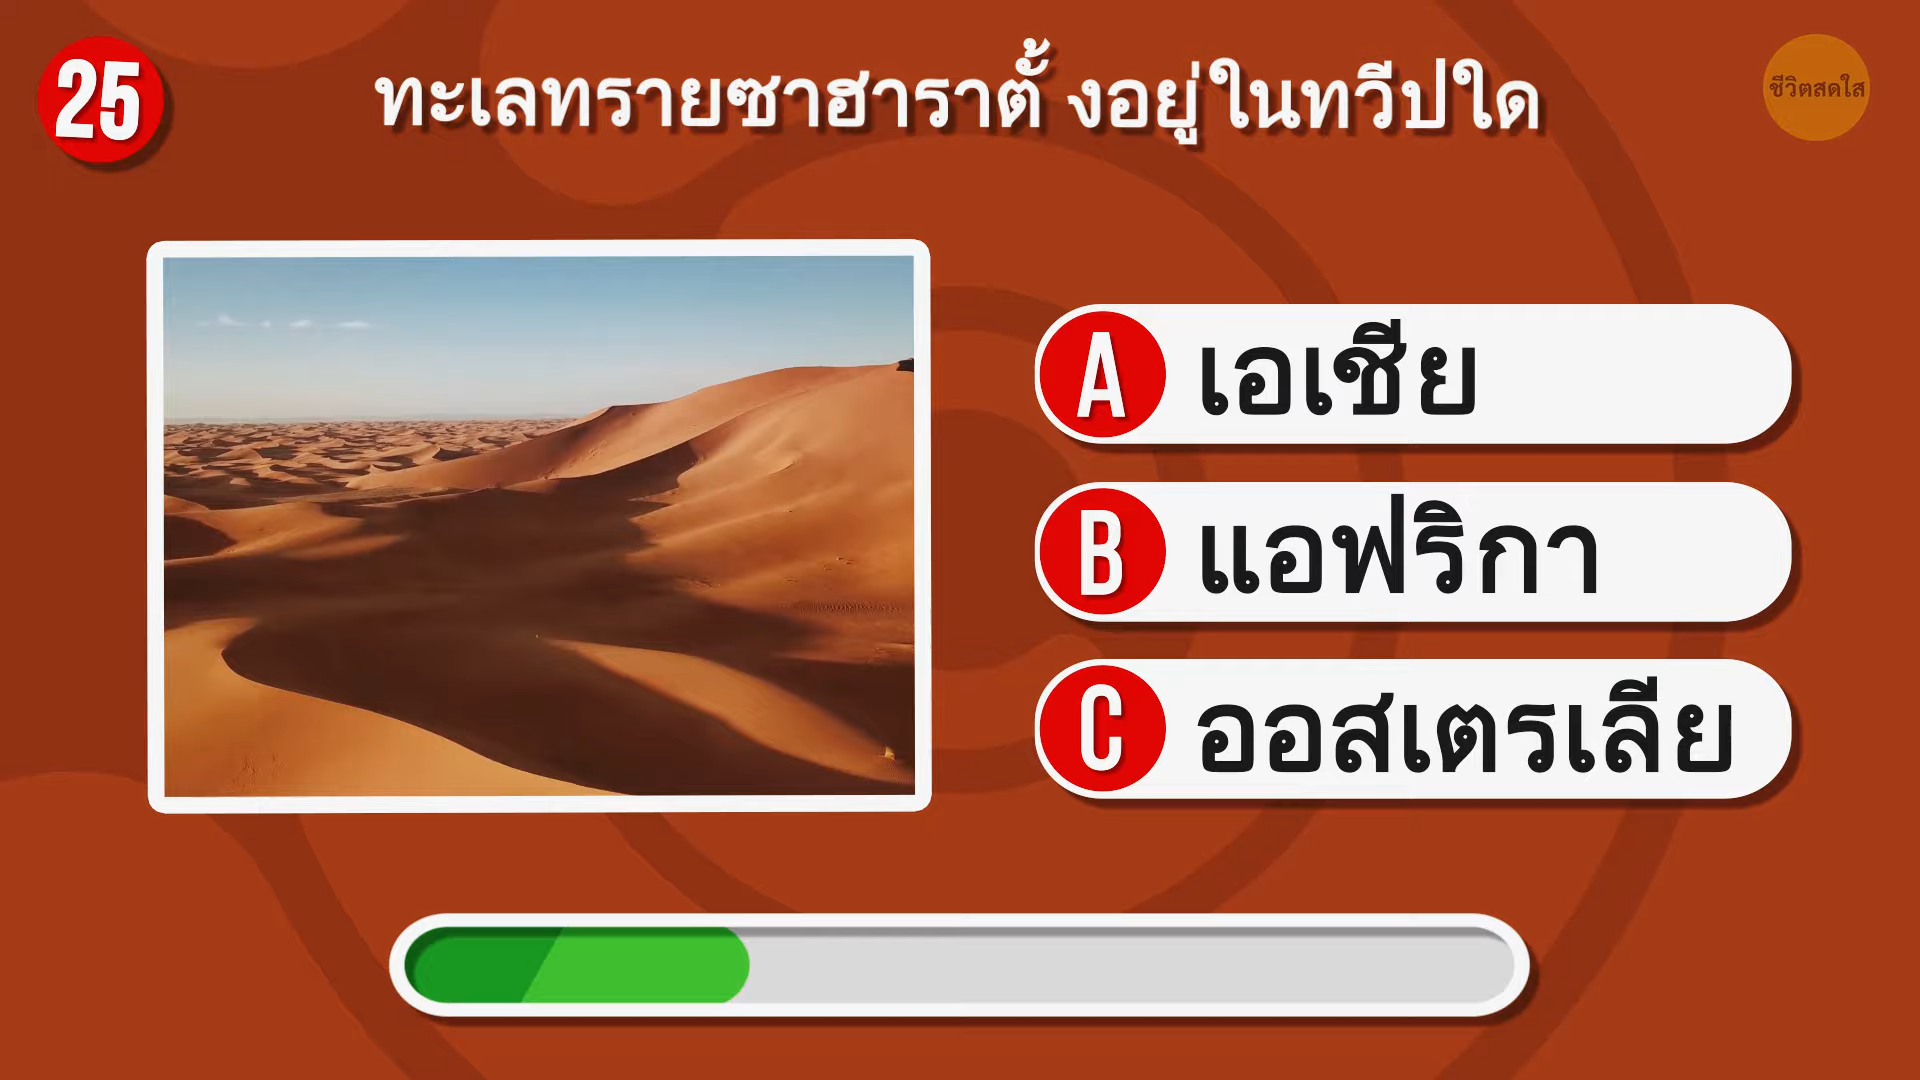 25
ทะเลทรายซาฮาราตั้ งอยู่ในทวีปใด
ชีวิตสดใส
A เอเชีย
B แอฟริกา
C ออสเตรเลีย